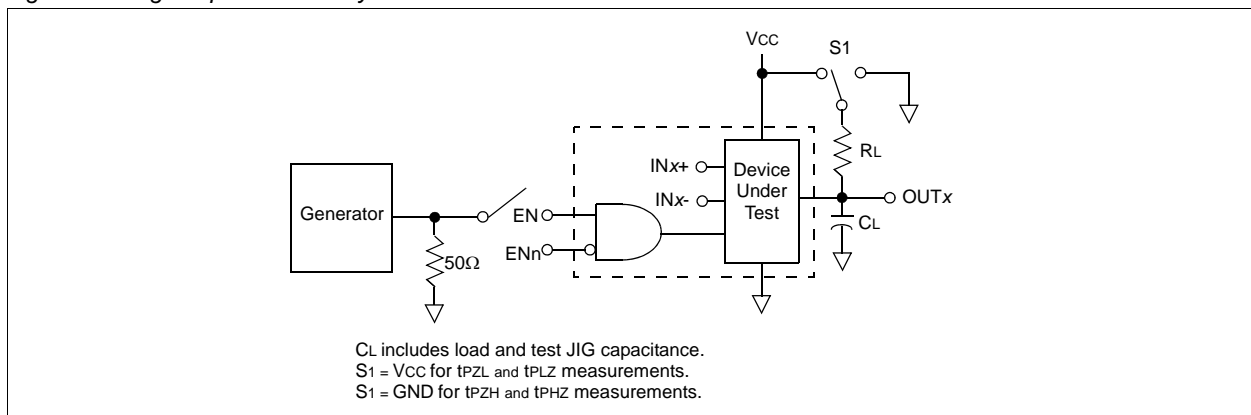 VCC
S1
RL
INx+
INx-
Device
Under
Test
OUTx
CL
Generator
EN
ENn
50Ω
CL includes load and test JIG capacitance.
S1 = VCC for tPZL and tPLZ measurements.
S1 = GND for tPZH and tPHZ measurements.